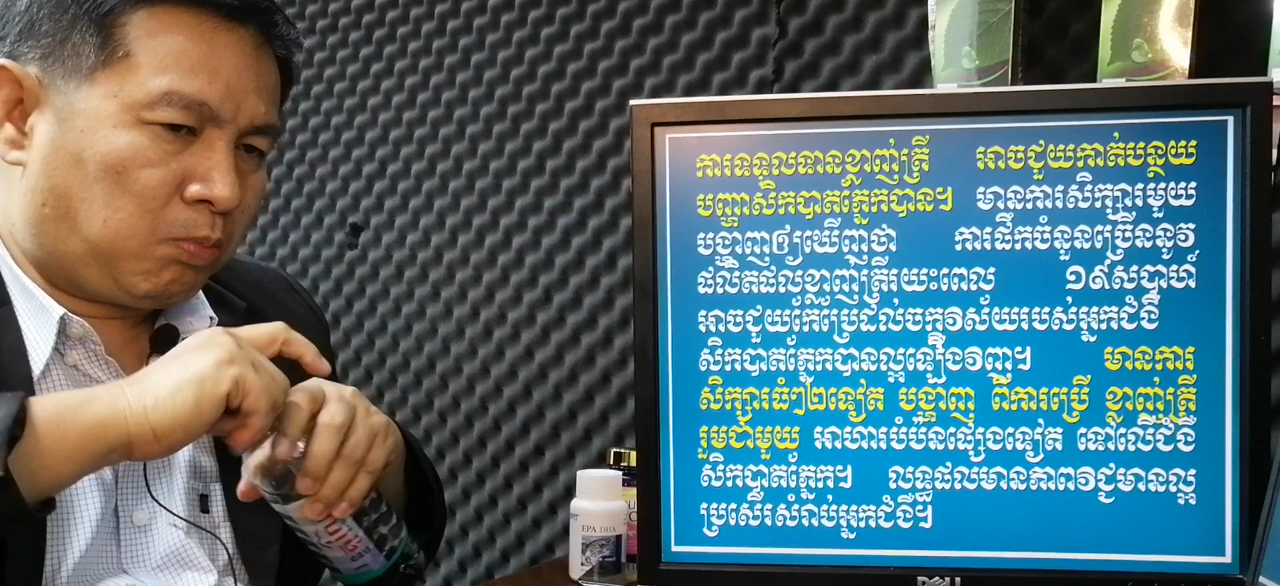 ការទទួលទានខ្លាញ់ត្រី អាចជួយកាត់បន្ថយ
បញ្ហាសឹកបាតភ្នែកបាន។ មានការសិក្សារមួយ
បង្ហាញឲ្យឃើញថា ការផឹកចំនួនច្រើននូវ
ផលិតផលខ្លាញ់ត្រីរយះពេល ១៩សបា្តហ៍
អាចជួយកែប្រែដល់ចក្ខុវិស័យរបស់អ្នកជំងឺ
សឹកបាតភ្នែកបានល្អឡើងវិញ។ មានការ
សិក្សារធំៗ២ទៀត បង្ហាញ ពីការប្រើ ខ្លាញ់ត្រី
រួមជាមួយ អាហារបំប៉នផ្សេងទៀត ទៅលើជំងឺ
សឹកបាតភ្នែក។ លទ្ធផលមានភាពវិជ្ជមានល្អ
ប្រសើរសំរាប់អ្នកជំងឺ។
EPA DHA